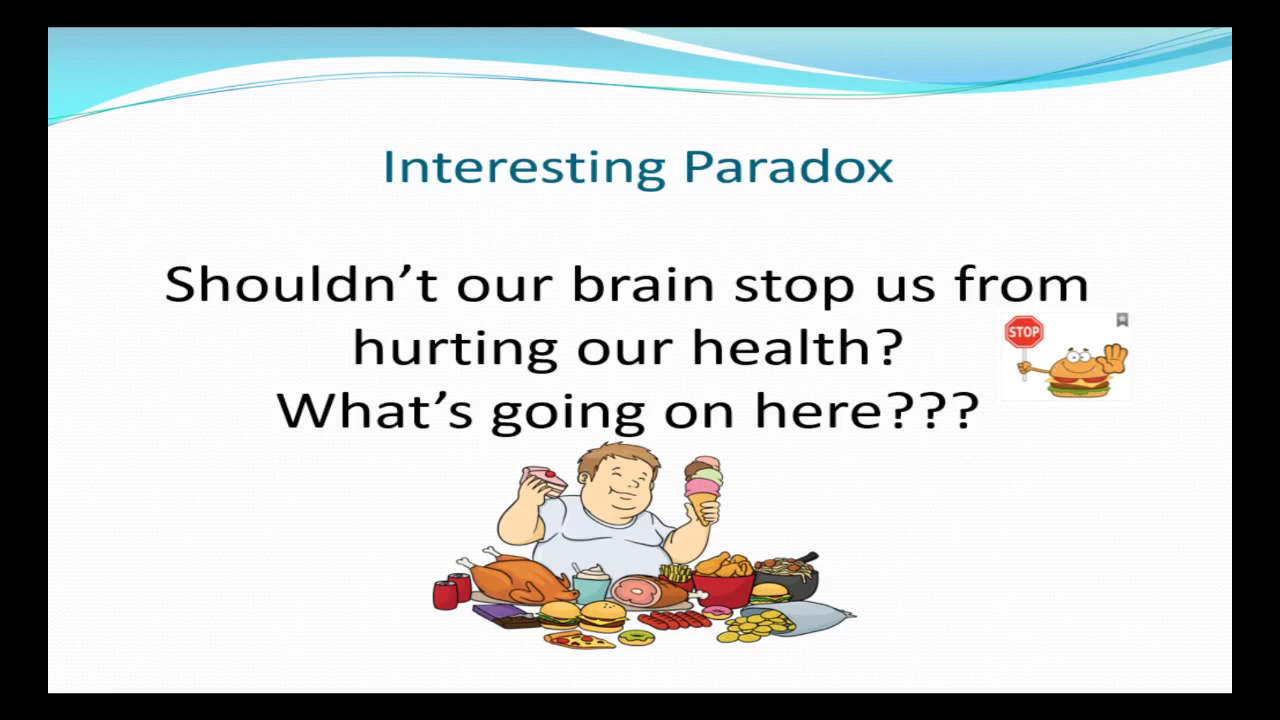 Interesting Paradox
Shouldn’t our brain stop us from
hurting our health?
STOP
What’s going on here???